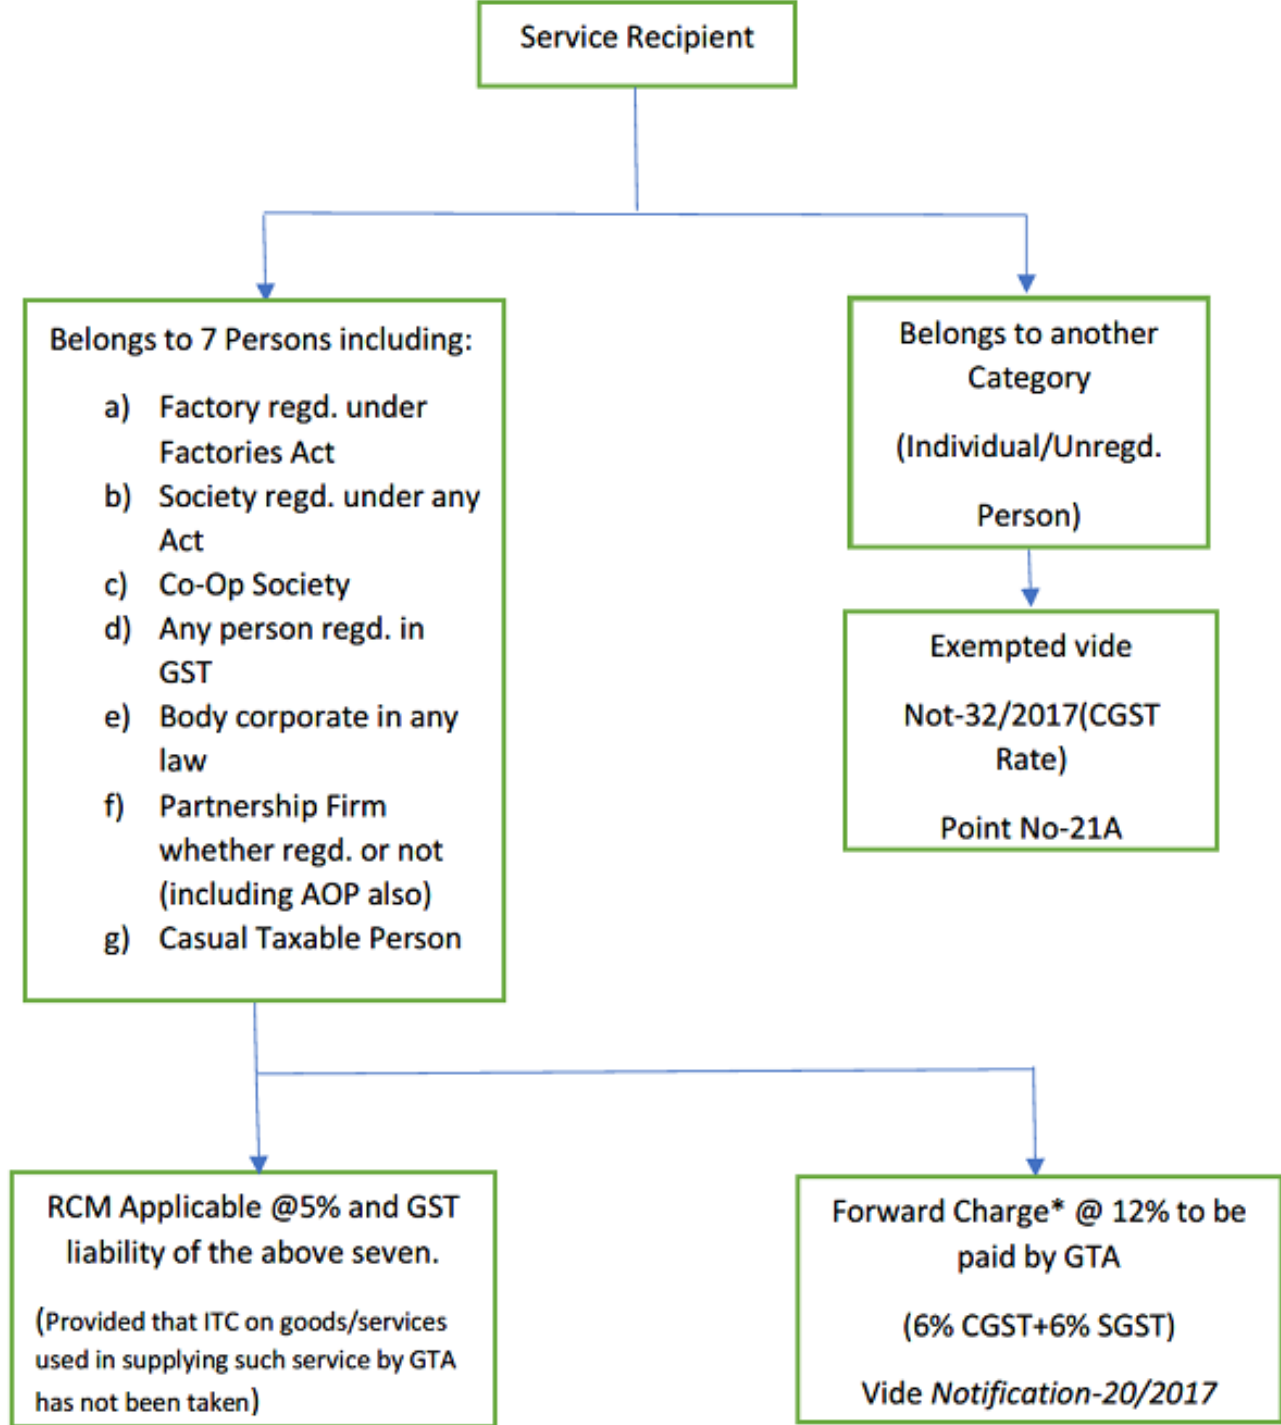 Service Recipient
Belongs to 7 Persons including:
a) Factory regd. under
Factories Act
b) Society regd. under any
Act
c) Co-Op Society
d) Any person regd. in
GST
e) Body corporate in any
law
f) Partnership Firm
whether regd. or not
(including AOP also)
g) Casual Taxable Person
Belongs to another
Category
(Individual/Unregd.
Person)
Exempted vide
Not-32/2017(CGST
Rate)
Point No-21A
RCM Applicable @5% and GST
liability of the above seven.
(Provided that ITC on goods/services
used in supplying such service by GTA
has not been taken)
Forward Charge* @ 12% to be
paid by GTA
(6% CGST+6% SGST)
Vide Notification-20/2017